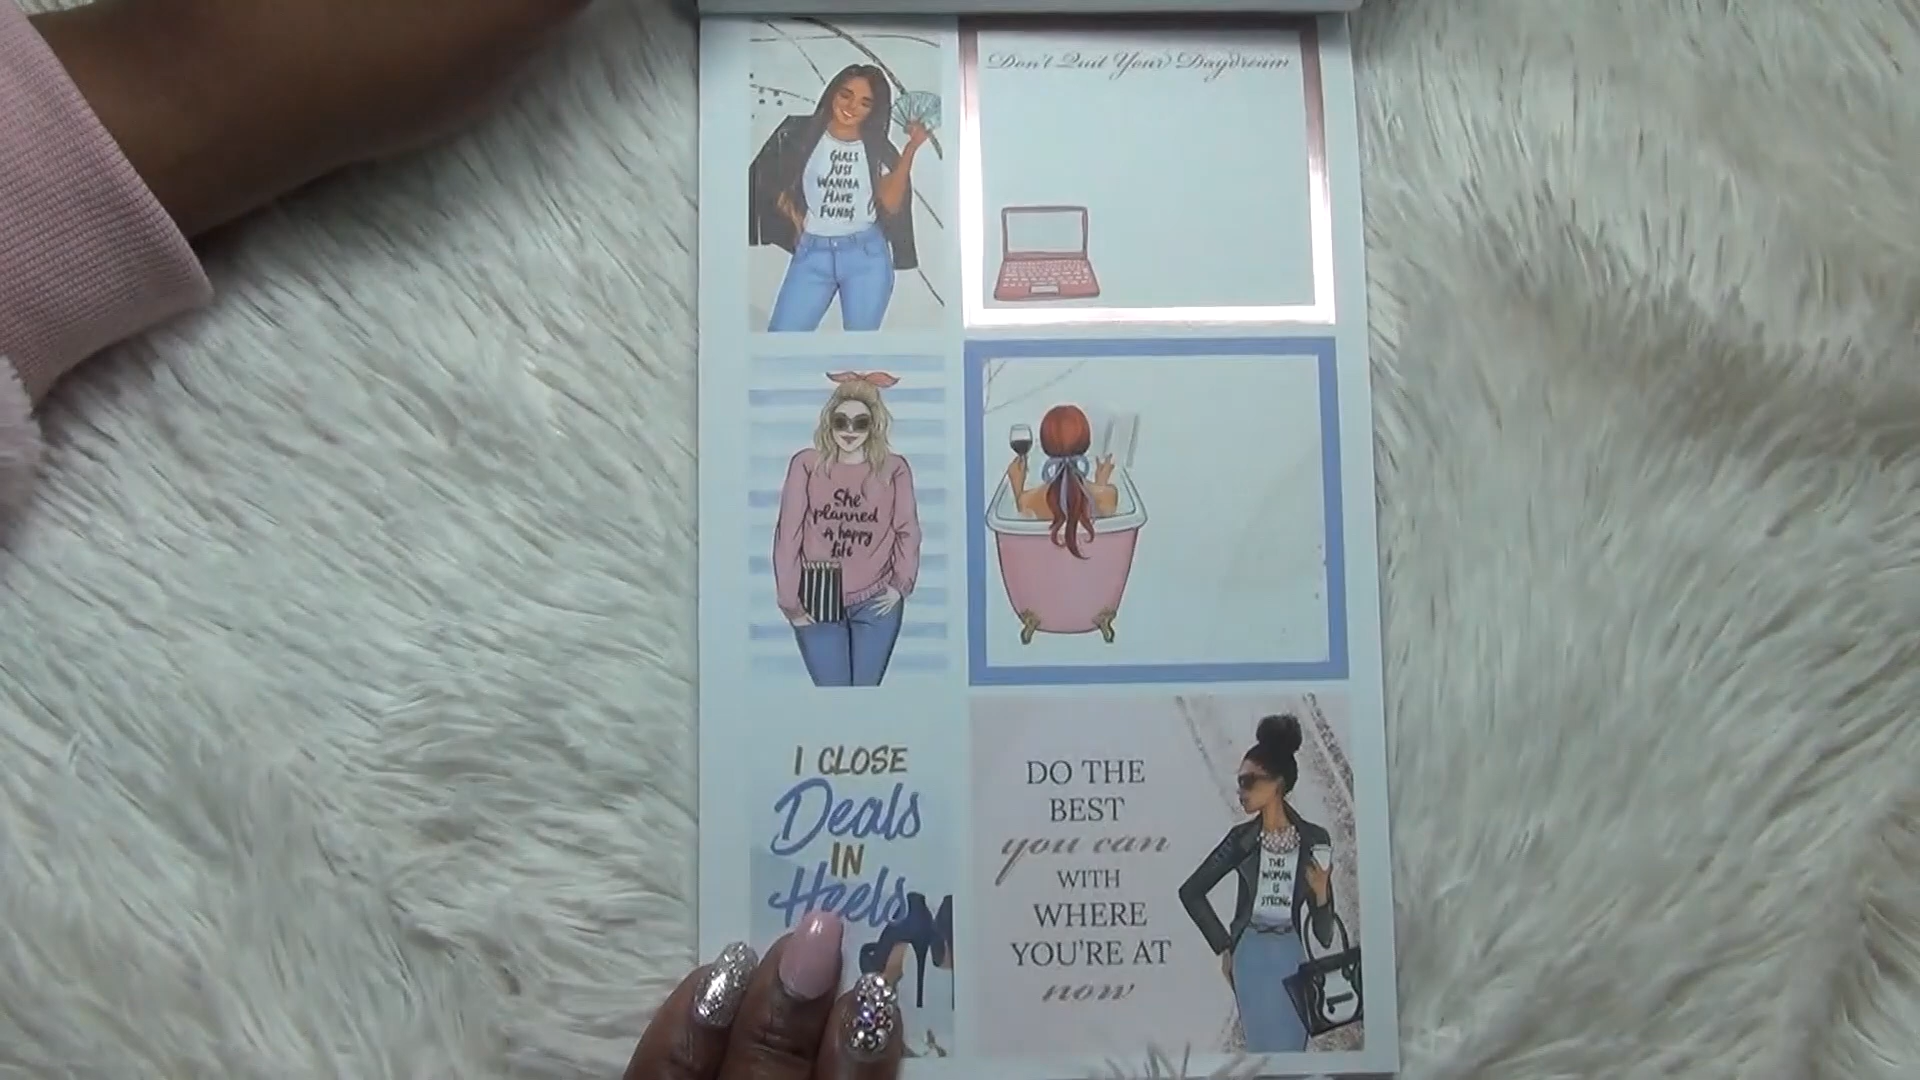 GIRLS
JUST
WANNA
HAVE
FUND$
Don't Quit Your Daydream
She
planned
A happy
life
I CLOSE
Deals
IN
Heels
DO THE
BEST
you can
WITH
WHERE
YOU'RE AT
now
THIS
WOMAN
IS
STRONG